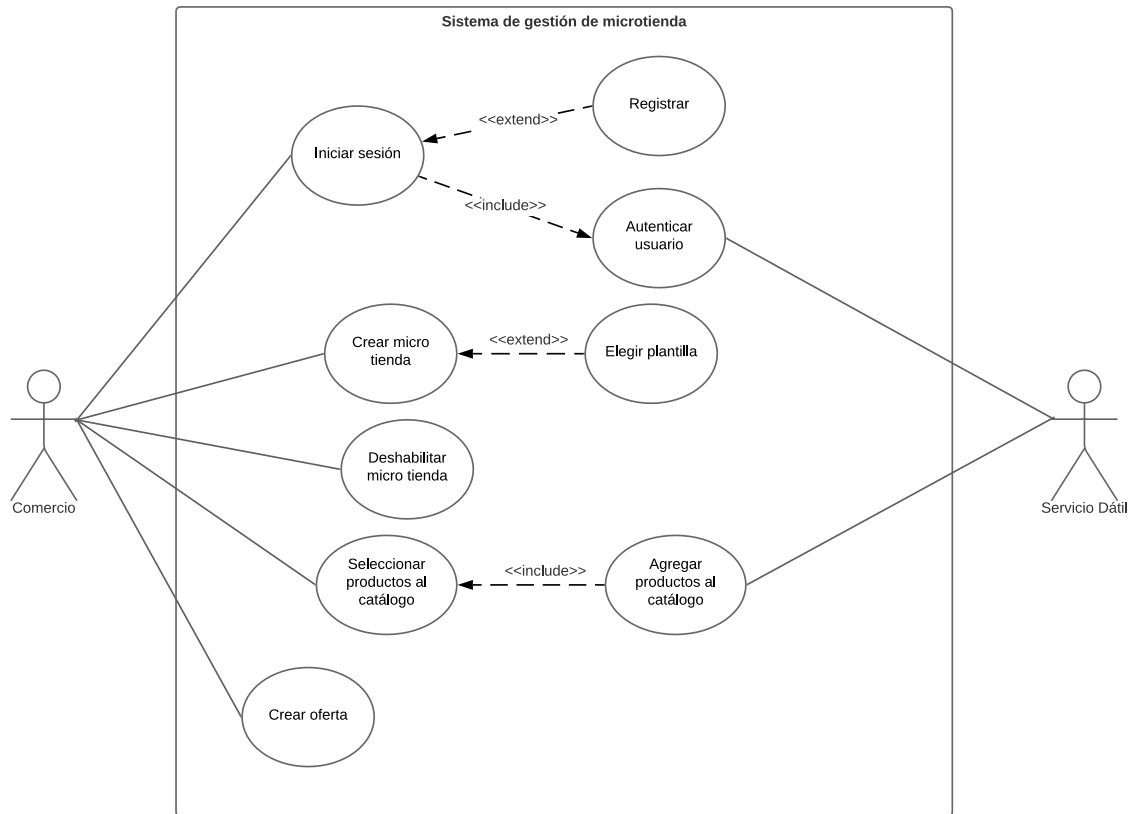 Sistema de gestión de microtienda
Registrar
<<extend>>
Iniciar sesión
<<include>>
Autenticar
usuario
Crear micro
tienda
<<extend>>
Elegir plantilla
Deshabilitar
micro tienda
Comercio
Servicio Dátil
Seleccionar
productos al
catálogo
<<include>>
Agregar
productos al
catálogo
Crear oferta